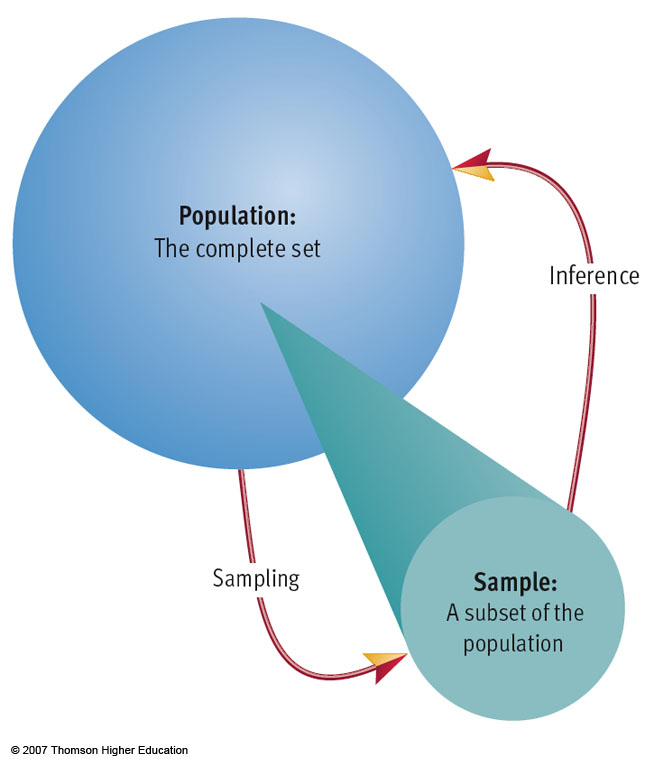 Population:
The complete set
Inference
Sampling
Sample:
A subset of the
population
© 2007 Thomson Higher Education